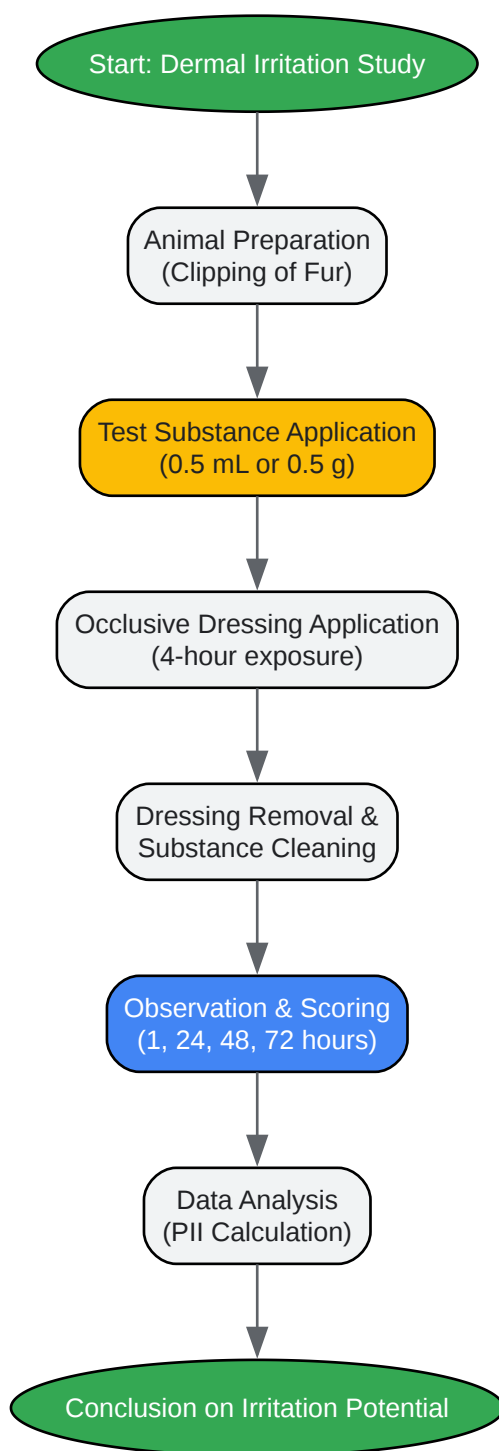 Start: Dermal Irritation Study
Animal Preparation
(Clipping of Fur)
Test Substance Application
(0.5 mL or 0.5 g)
Occlusive Dressing Application
(4-hour exposure)
Dressing Removal &
Substance Cleaning
Observation & Scoring
(1, 24, 48, 72 hours)
Data Analysis
(PII Calculation)
Conclusion on Irritation Potential